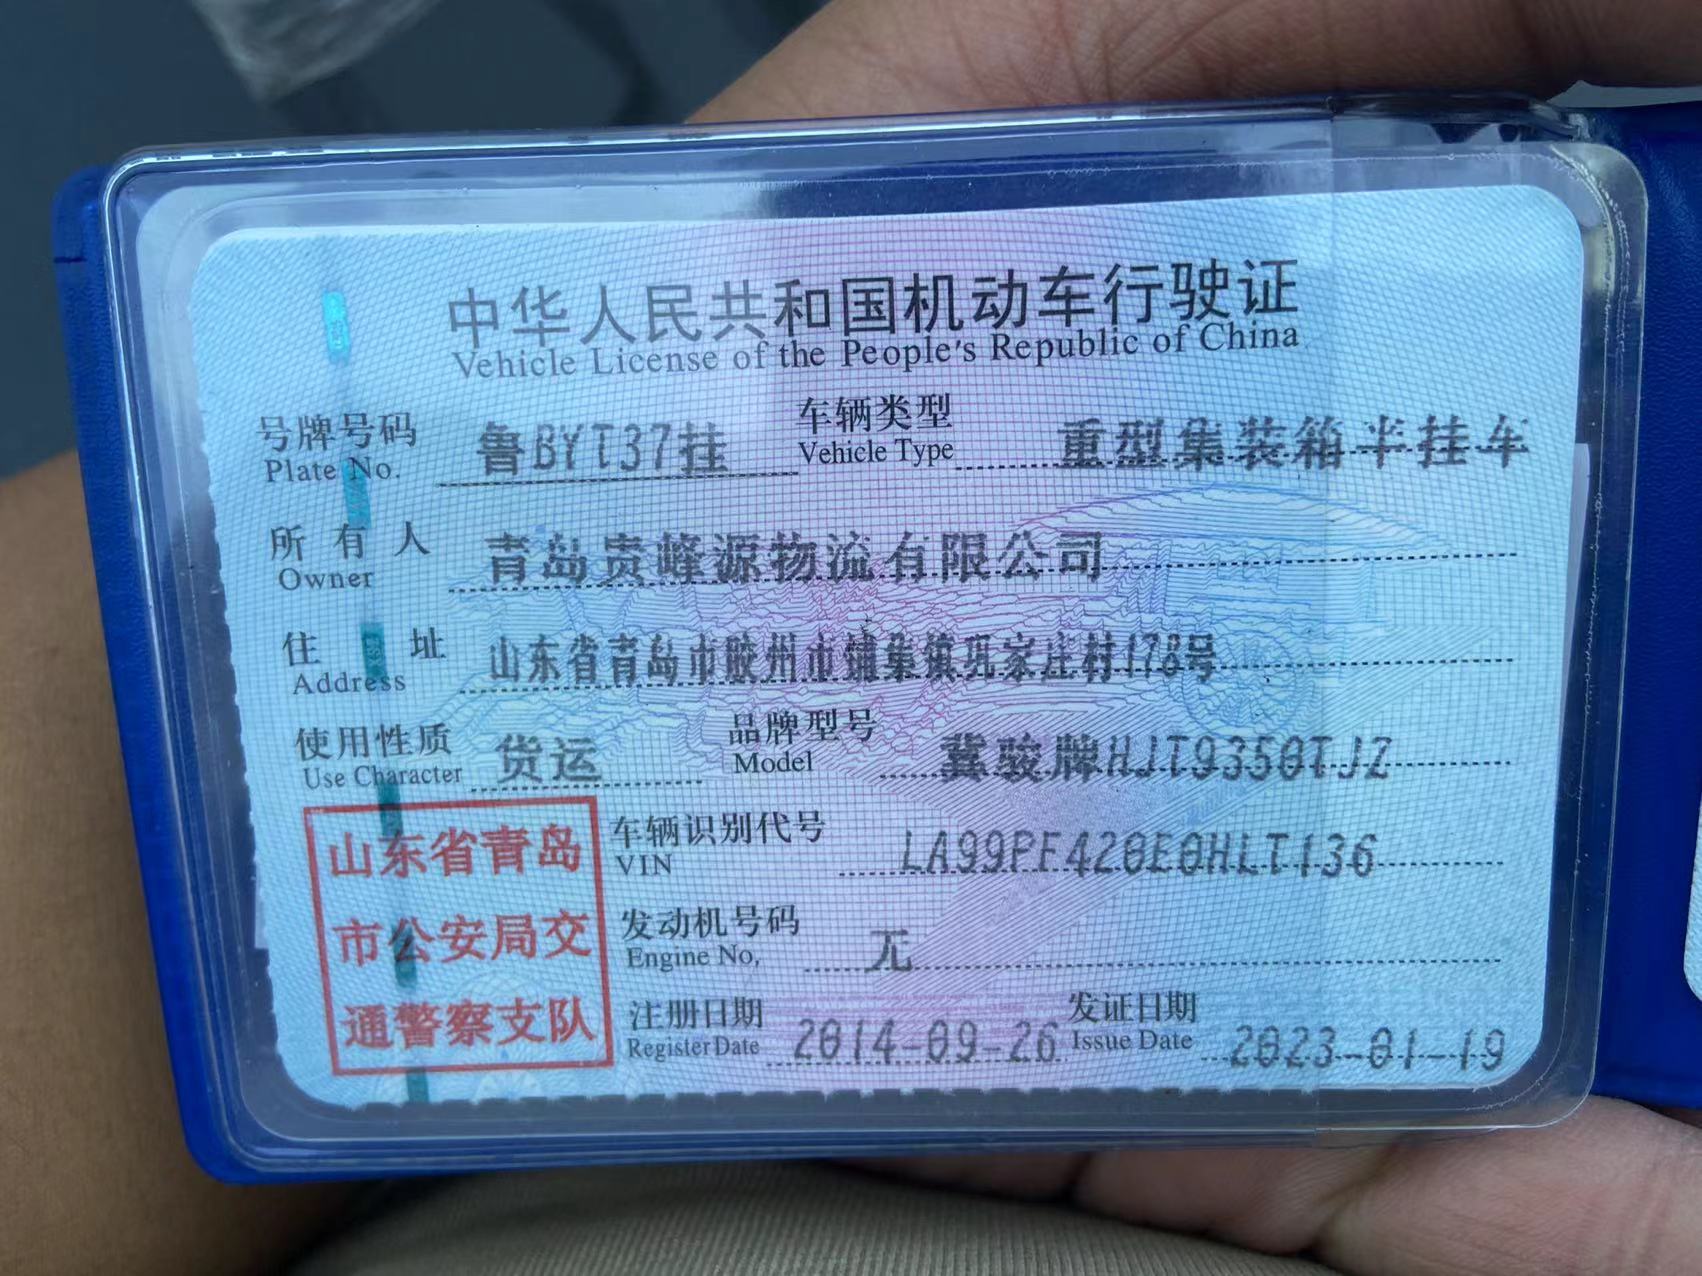 中华人民共和国机动车行驶证
Vehicle License of the People's Republic of China
号牌号码 鲁BYT37挂 车辆类型 重型集装箱半挂车
Plate No. Vehicle Type
所有人 青岛贵峰源物流有限公司
Owner
住址 山东省青岛市胶州市铺集镇巩家庄村178号
Address
使用性质 货运 品牌型号 冀骏牌HJT9350TJZ
Use Character Model
山东省青岛
市公安局交
通警察支队
车辆识别代号 LA99PF420E0HLT136
VIN
发动机号码 无
Engine No.
注册日期 2014-09-26 发证日期 2023-01-19
Register Date Issue Date